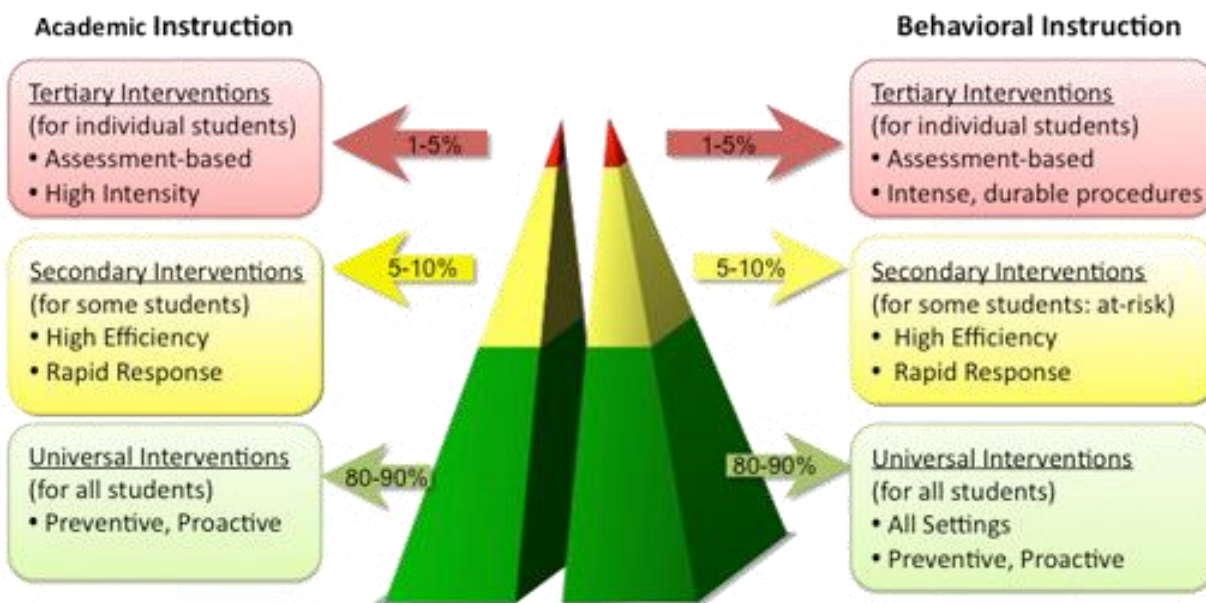 Academic Instruction
Tertiary Interventions
(for individual students)
• Assessment-based
• High Intensity
1-5%
Secondary Interventions
(for some students)
• High Efficiency
• Rapid Response
5-10%
Universal Interventions
(for all students)
• Preventive, Proactive
80-90%
Behavioral Instruction
1-5%
Tertiary Interventions
(for individual students)
• Assessment-based
• Intense, durable procedures
5-10%
Secondary Interventions
(for some students: at-risk)
• High Efficiency
• Rapid Response
80-90%
Universal Interventions
(for all students)
• All Settings
• Preventive, Proactive